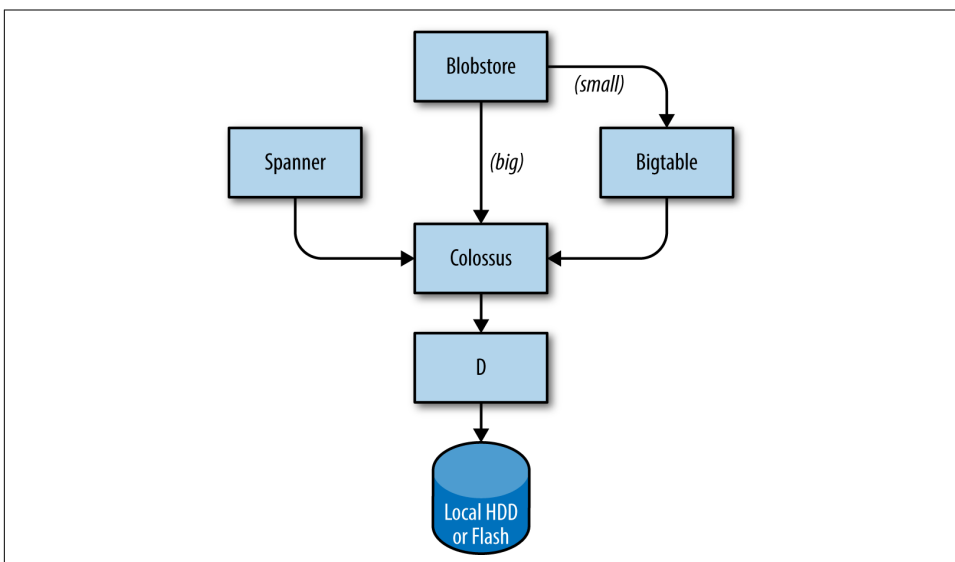 Blobstore
(small)
Spanner
(big)
Bigtable
Colossus
D
Local HDD
or Flash